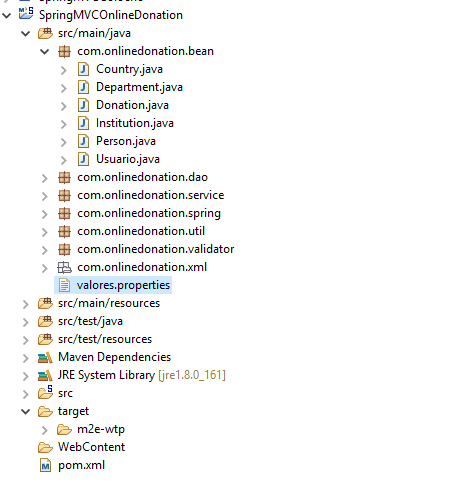 SpringMVCOnlineDonation
src/main/java
com.onlinedonation.bean
Country.java
Department.java
Donation.java
Institution.java
Person.java
Usuario.java
com.onlinedonation.dao
com.onlinedonation.service
com.onlinedonation.spring
com.onlinedonation.util
com.onlinedonation.validator
com.onlinedonation.xml
valores.properties
src/main/resources
src/test/java
src/test/resources
Maven Dependencies
JRE System Library [jre1.8.0_161]
src
target
m2e-wtp
WebContent
pom.xml